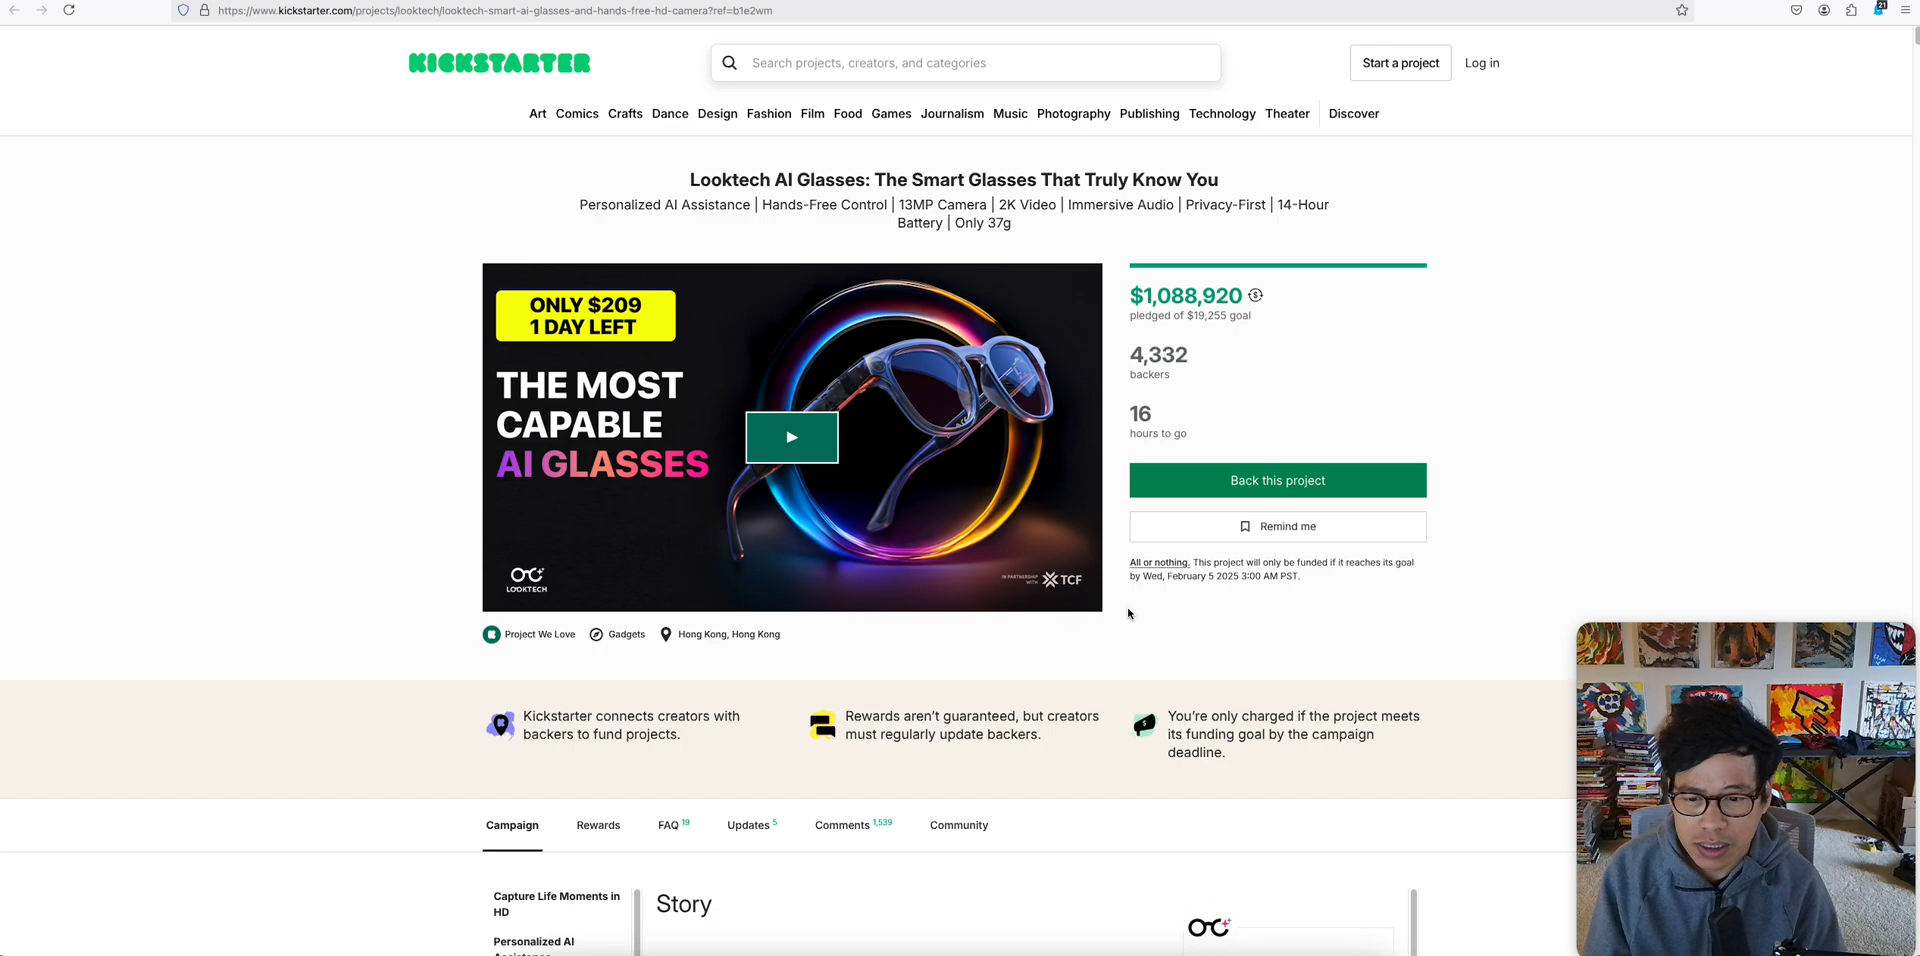 https://www.kickstarter.com/projects/looktech/looktech-smart-ai-glasses-and-hands-free-hd-camera?ref=b1e2wm
21
KICKSTARTER
Search projects, creators, and categories
Start a project
Log in
Art Comics Crafts Dance Design Fashion Film Food Games Journalism Music Photography Publishing Technology Theater Discover
Looktech AI Glasses: The Smart Glasses That Truly Know You
Personalized AI Assistance | Hands-Free Control | 13MP Camera | 2K Video | Immersive Audio | Privacy-First | 14-Hour
Battery | Only 37g
ONLY $209
1 DAY LEFT
THE MOST
CAPABLE
AI GLASSES
LOOKTECH
IN PARTNERSHIP
WITH
TCF
$1,088,920
pledged of $19,255 goal
4,332
backers
16
hours to go
Back this project
Remind me
All or nothing. This project will only be funded if it reaches its goal
by Wed, February 5 2025 3:00 AM PST.
Project We Love
Gadgets
Hong Kong, Hong Kong
Kickstarter connects creators with
backers to fund projects.
Rewards aren't guaranteed, but creators
must regularly update backers.
You're only charged if the project meets
its funding goal by the campaign
deadline.
Campaign
Rewards
FAQ 19
Updates 5
Comments 1,539
Community
Capture Life Moments in
HD
Personalized AI
Story